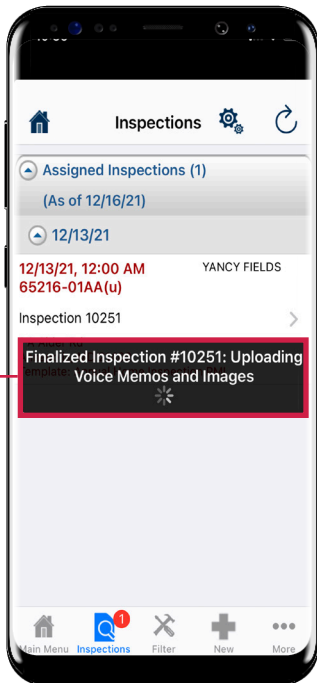 Inspections
Assigned Inspections (1)
(As of 12/16/21)
12/13/21
12/13/21, 12:00 AM YANCY FIELDS
65216-01AA(u)
Inspection 10251
Finalized Inspection #10251: Uploading
Voice Memos and Images
1
Main Menu Inspections Filter New More